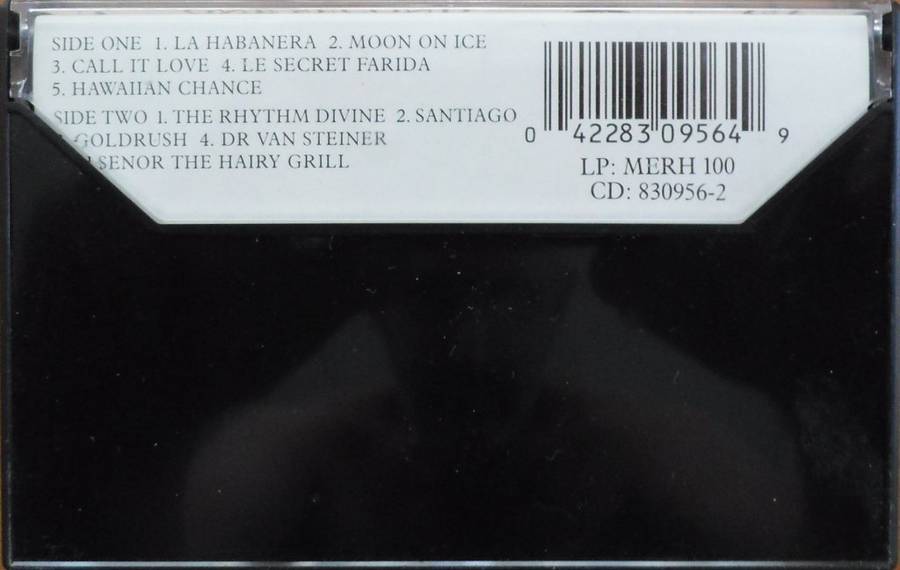 SIDE ONE 1. LA HABANERA 2. MOON ON ICE
3. CALL IT LOVE 4. LE SECRET FARIDA
5. HAWAIIAN CHANCE
SIDE TWO 1. THE RHYTHM DIVINE 2. SANTIAGO
GOLDRUSH 4. DR VAN STEINER
SENOR THE HAIRY GRILL
0 42283 09564 9
LP: MERH 100
CD: 830956-2